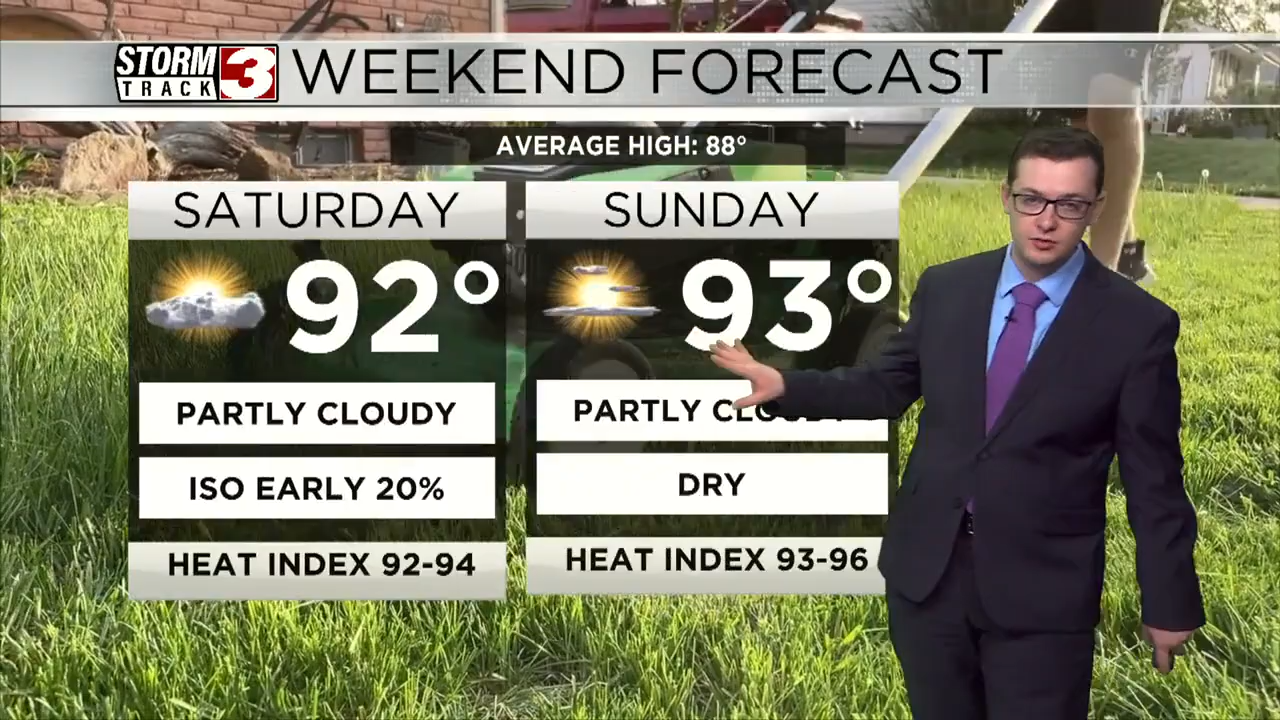 STORM
TRACK
3
WEEKEND FORECAST
AVERAGE HIGH: 88°
SATURDAY
92°
PARTLY CLOUDY
ISO EARLY 20%
HEAT INDEX 92-94
SUNDAY
93°
PARTLY CLOUDY
DRY
HEAT INDEX 93-96